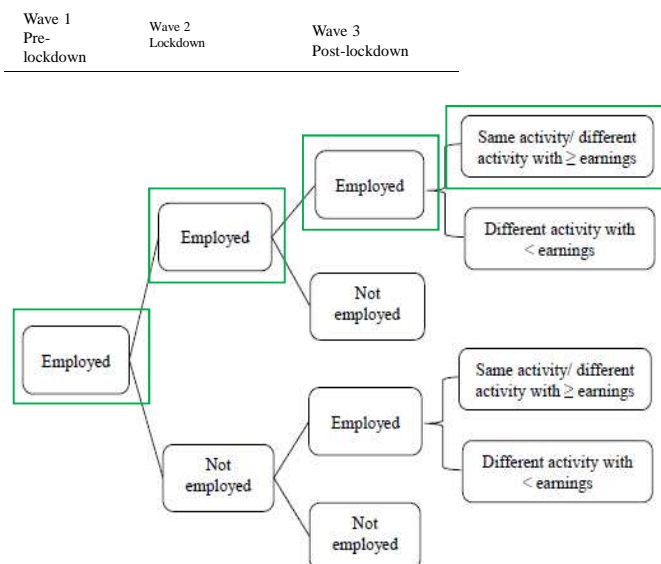 Wave 1
Pre-
lockdown
Wave 2
Lockdown
Wave 3
Post-lockdown
Same activity/ different
activity with ≥ earnings
Employed
Employed
Different activity with
< earnings
Not
employed
Employed
Same activity/ different
activity with ≥ earnings
Employed
Not
employed
Different activity with
< earnings
Not
employed